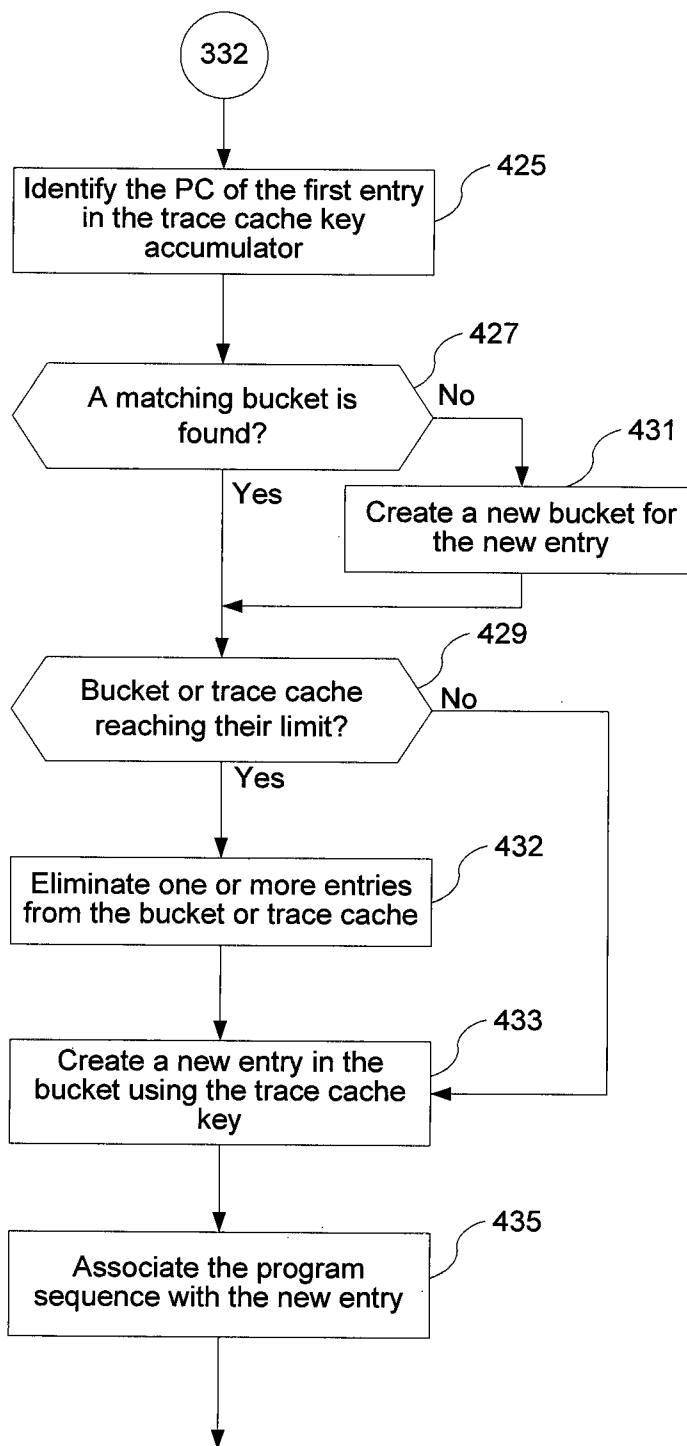 332
425
Identify the PC of the first entry
in the trace cache key
accumulator
427
A matching bucket is
found?
No
431
Yes
Create a new bucket for
the new entry
429
Bucket or trace cache
reaching their limit?
No
Yes
432
Eliminate one or more entries
from the bucket or trace cache
433
Create a new entry in the
bucket using the trace cache
key
435
Associate the program
sequence with the new entry